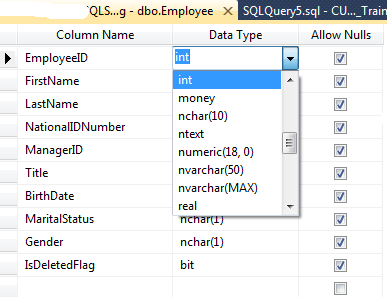 QLS...g - dbo.Employee × SQLQuery5.sql - CU..._Train
Column Name Data Type Allow Nulls
EmployeeID int
FirstName int
LastName money
NationalIDNumber nchar(10)
ManagerID ntext
Title numeric(18, 0)
BirthDate nvarchar(50)
MaritalStatus nvarchar(MAX)
Gender real
IsDeletedFlag nchar(1)
nchar(1)
bit